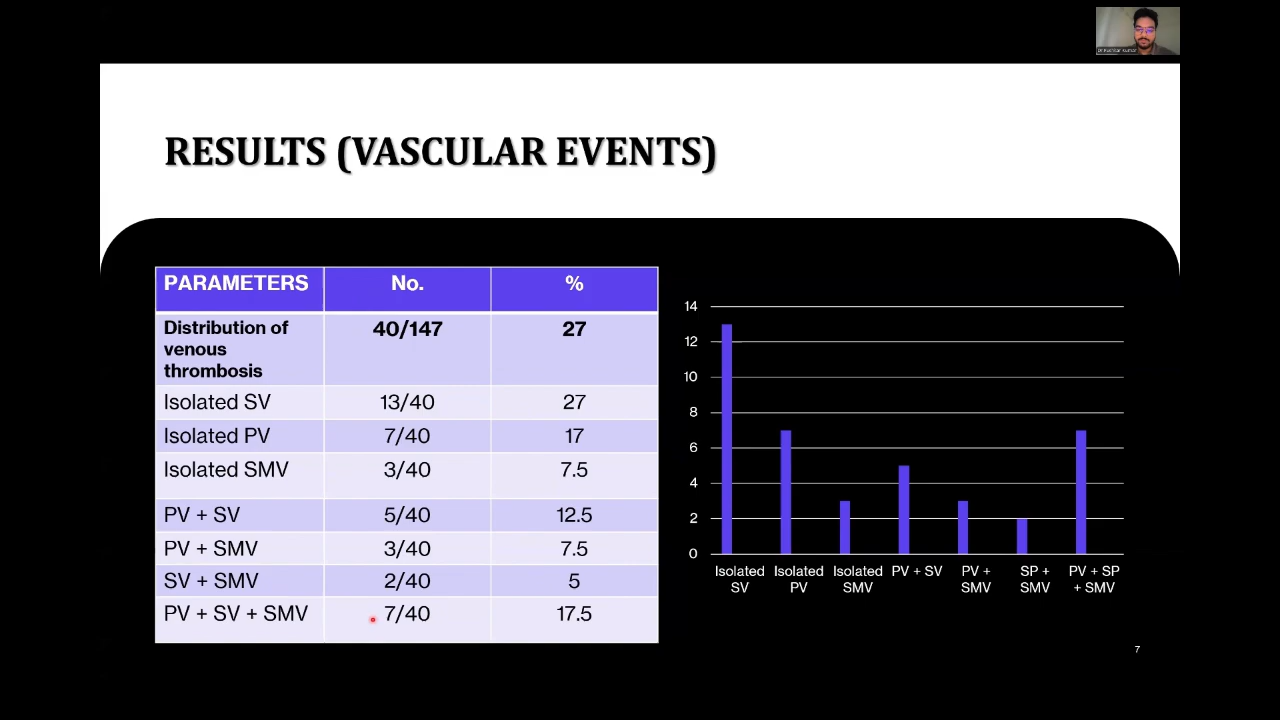 Dr Pushkar Kumar
RESULTS (VASCULAR EVENTS)
PARAMETERS No. %
Distribution of 40/147 27
venous
thrombosis
Isolated SV 13/40 27
Isolated PV 7/40 17
Isolated SMV 3/40 7.5
PV + SV 5/40 12.5
PV + SMV 3/40 7.5
SV + SMV 2/40 5
PV + SV + SMV 7/40 17.5
14
12
10
8
6
4
2
0
Isolated Isolated Isolated PV + SV PV + SP + PV + SP
SV PV SMV SMV SMV + SMV
7